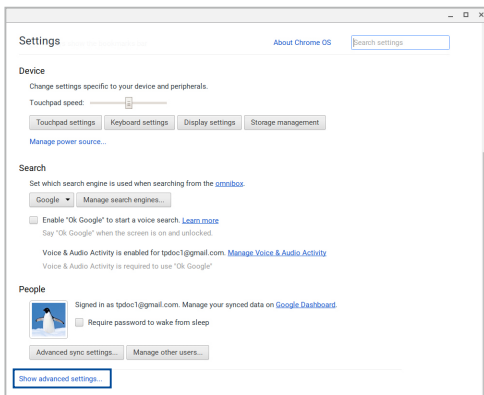 Settings
About Chrome OS
Search settings
Device
Change settings specific to your device and peripherals.
Touchpad speed:
Touchpad settings Keyboard settings Display settings Storage management
Manage power source...
Search
Set which search engine is used when searching from the omnibox.
Google Manage search engines...
Enable "Ok Google" to start a voice search. Learn more
Say "Ok Google" when the screen is on and unlocked.
Voice & Audio Activity is enabled for tpdoc1@gmail.com. Manage Voice & Audio Activity
Voice & Audio Activity is required to use "Ok Google"
People
Signed in as tpdoc1@gmail.com. Manage your synced data on Google Dashboard.
Require password to wake from sleep
Advanced sync settings... Manage other users...
Show advanced settings...